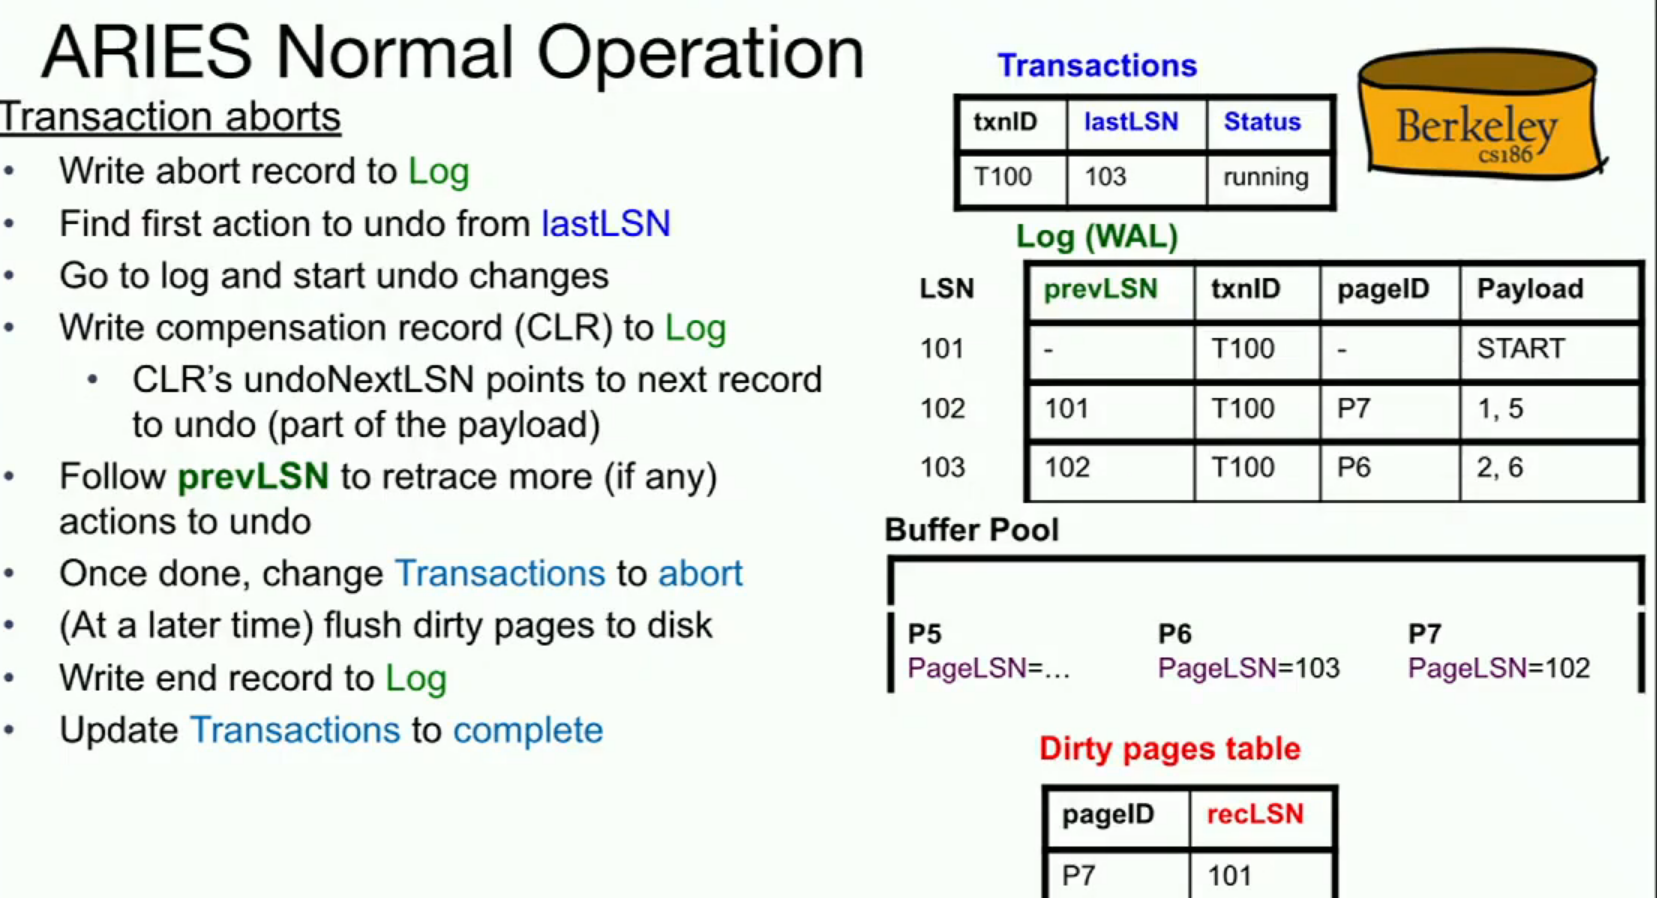 ARIES Normal Operation
Transaction aborts
• Write abort record to Log
• Find first action to undo from lastLSN
• Go to log and start undo changes
• Write compensation record (CLR) to Log
• CLR’s undoNextLSN points to next record
to undo (part of the payload)
• Follow prevLSN to retrace more (if any)
actions to undo
• Once done, change Transactions to abort
• (At a later time) flush dirty pages to disk
• Write end record to Log
• Update Transactions to complete
Transactions
txnID lastLSN Status
T100 103 running
Berkeley
cs186
Log (WAL)
LSN prevLSN txnID pageID Payload
101 - T100 - START
102 101 T100 P7 1, 5
103 102 T100 P6 2, 6
Buffer Pool
P5 P6 P7
PageLSN=... PageLSN=103 PageLSN=102
Dirty pages table
pageID recLSN
P7 101